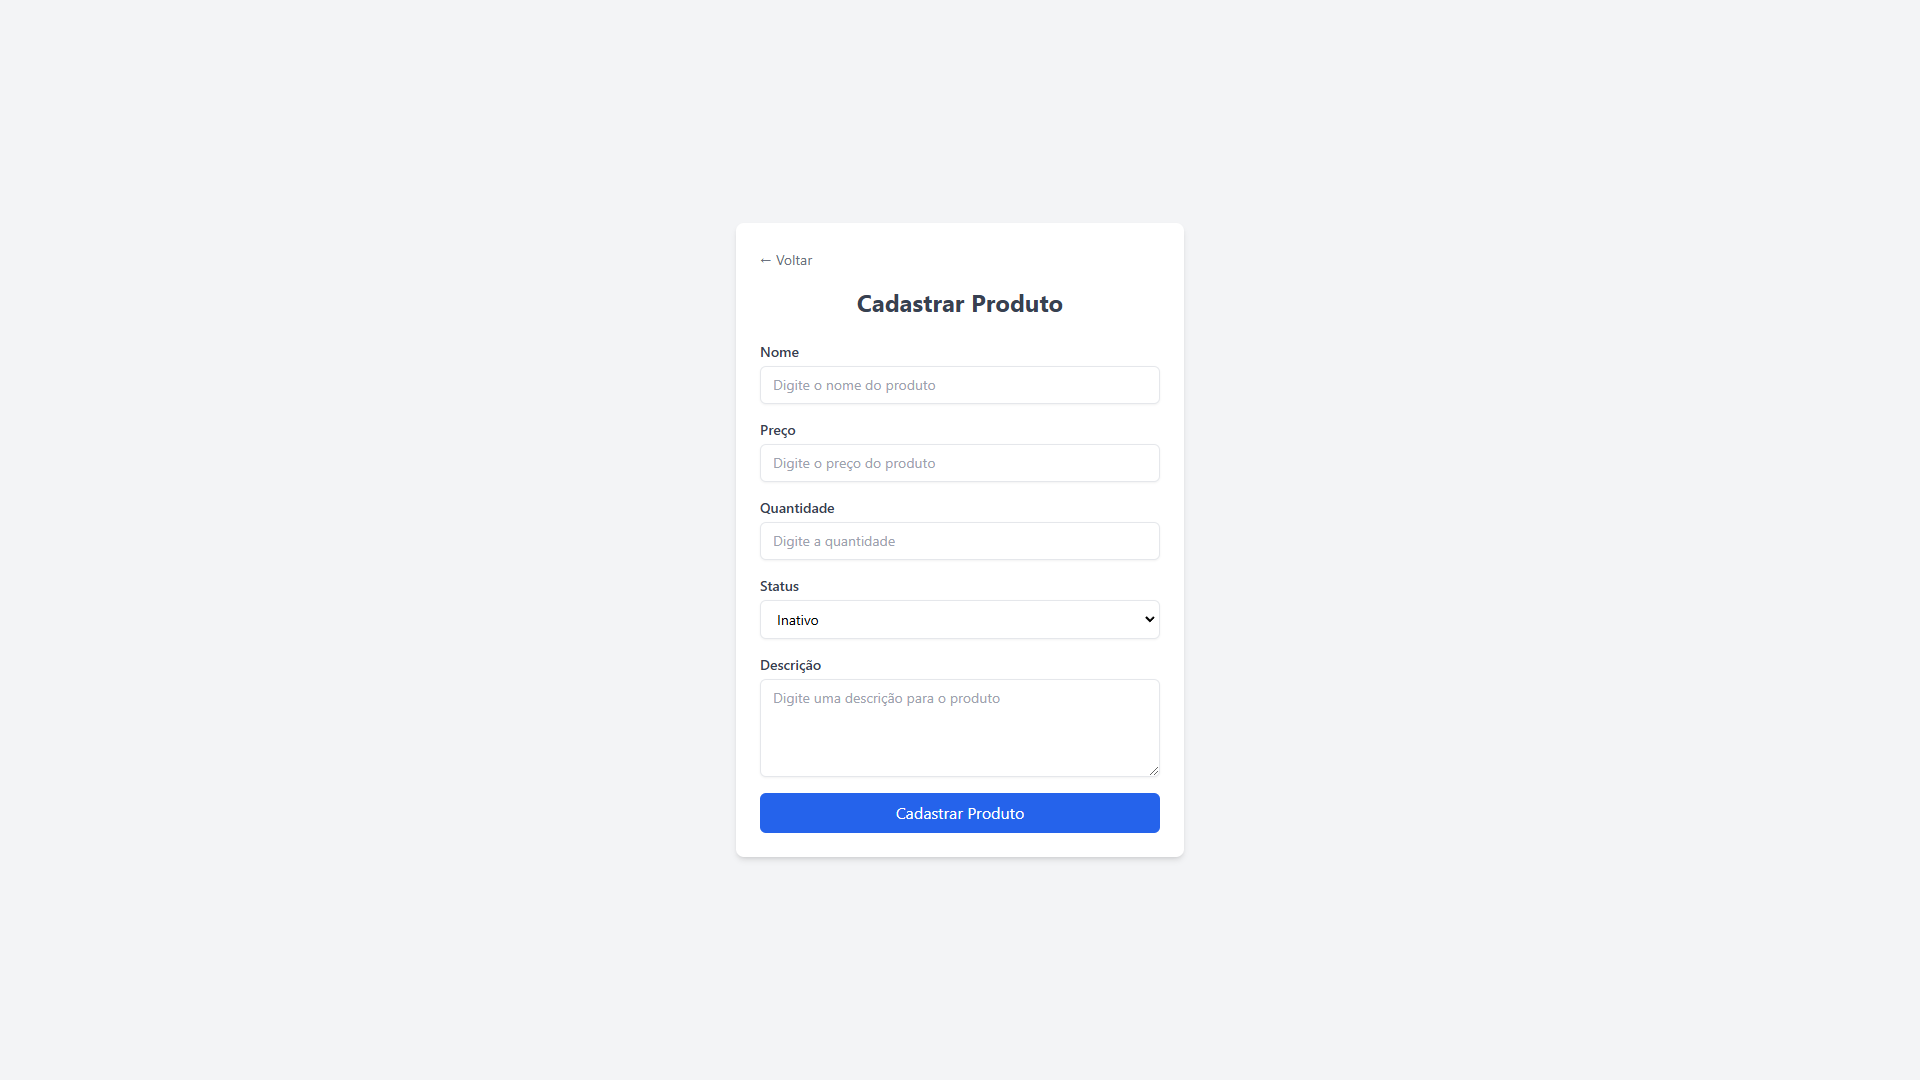 ← Voltar
Cadastrar Produto
Nome
Digite o nome do produto
Preço
Digite o preço do produto
Quantidade
Digite a quantidade
Status
Inativo
Descrição
Digite uma descrição para o produto
Cadastrar Produto